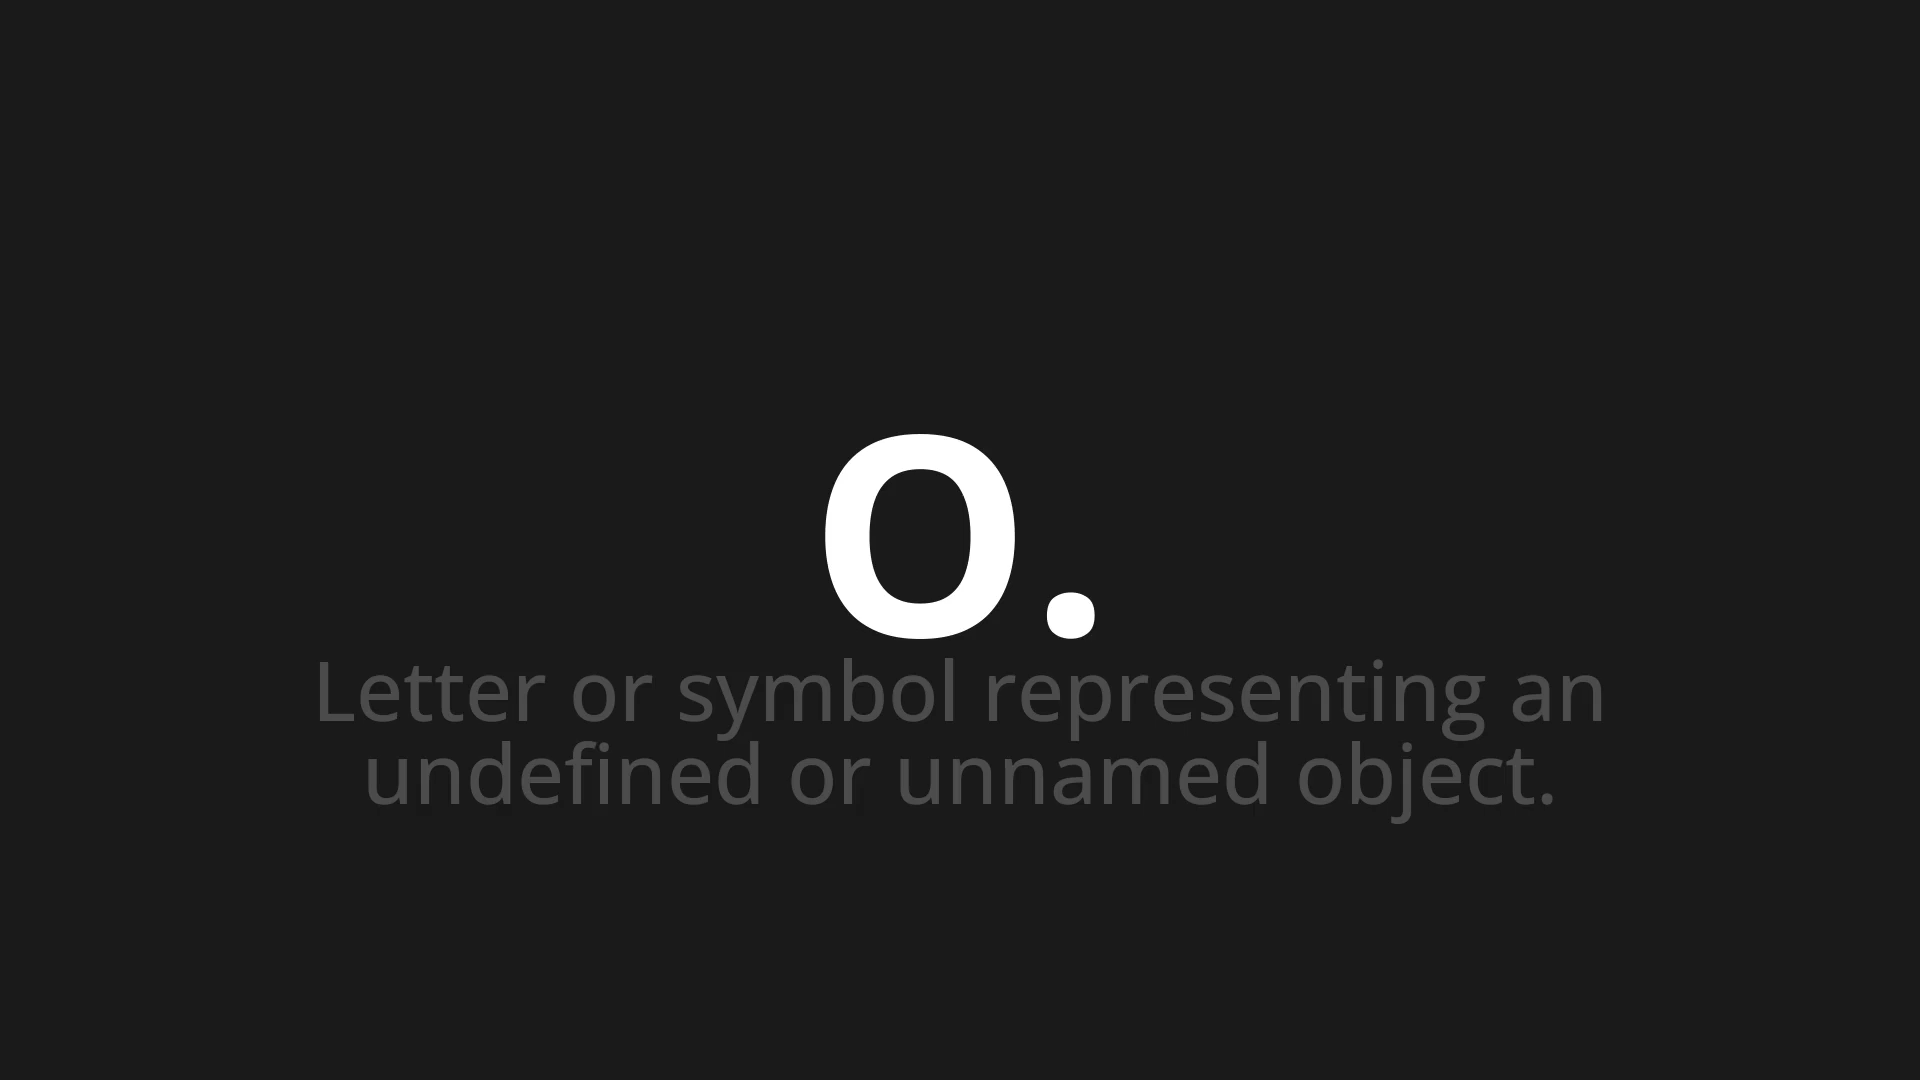 O.
Letter or symbol representing an
undefined or unnamed object.